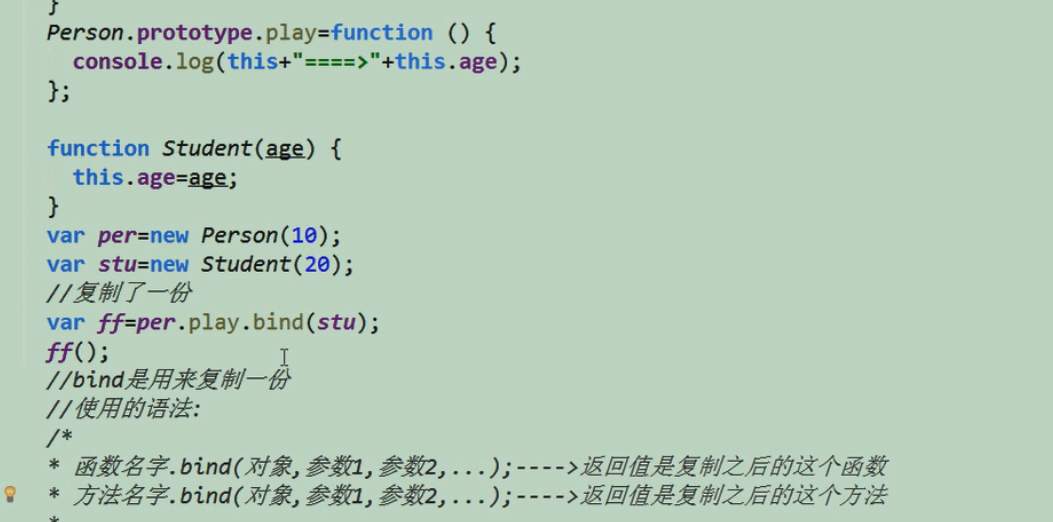 }
Person.prototype.play=function () {
  console.log(this+"====>"+this.age);
};
function Student(age) {
  this.age=age;
}
var per=new Person(10);
var stu=new Student(20);
//复制了一份
var ff=per.play.bind(stu);
ff();
//bind是用来复制一份
//使用的语法:
/*
* 函数名字.bind(对象,参数1,参数2,...);---->返回值是复制之后的这个函数
* 方法名字.bind(对象,参数1,参数2,...);---->返回值是复制之后的这个方法
*